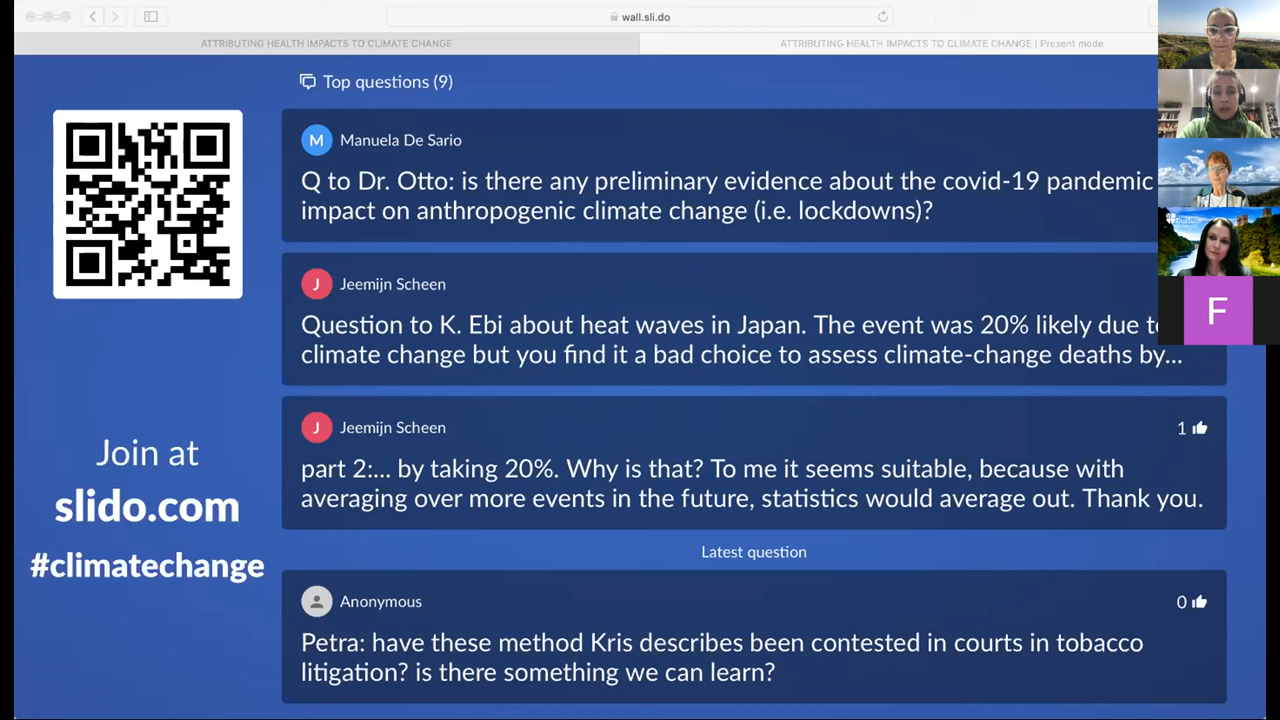 wall.sli.do
ATTRIBUTING HEALTH IMPACTS TO CLIMATE CHANGE
ATTRIBUTING HEALTH IMPACTS TO CLIMATE CHANGE | Present mode
Top questions (9)
M
Manuela De Sario
Q to Dr. Otto: is there any preliminary evidence about the covid-19 pandemic
impact on anthropogenic climate change (i.e. lockdowns)?
J
Jeemijn Scheen
Question to K. Ebi about heat waves in Japan. The event was 20% likely due
climate change but you find it a bad choice to assess climate-change deaths by...
J
Jeemijn Scheen
1
part 2:... by taking 20%. Why is that? To me it seems suitable, because with
averaging over more events in the future, statistics would average out. Thank you.
Latest question
Anonymous
0
Petra: have these method Kris describes been contested in courts in tobacco
litigation? is there something we can learn?
Join at
slido.com
#climatechange
F